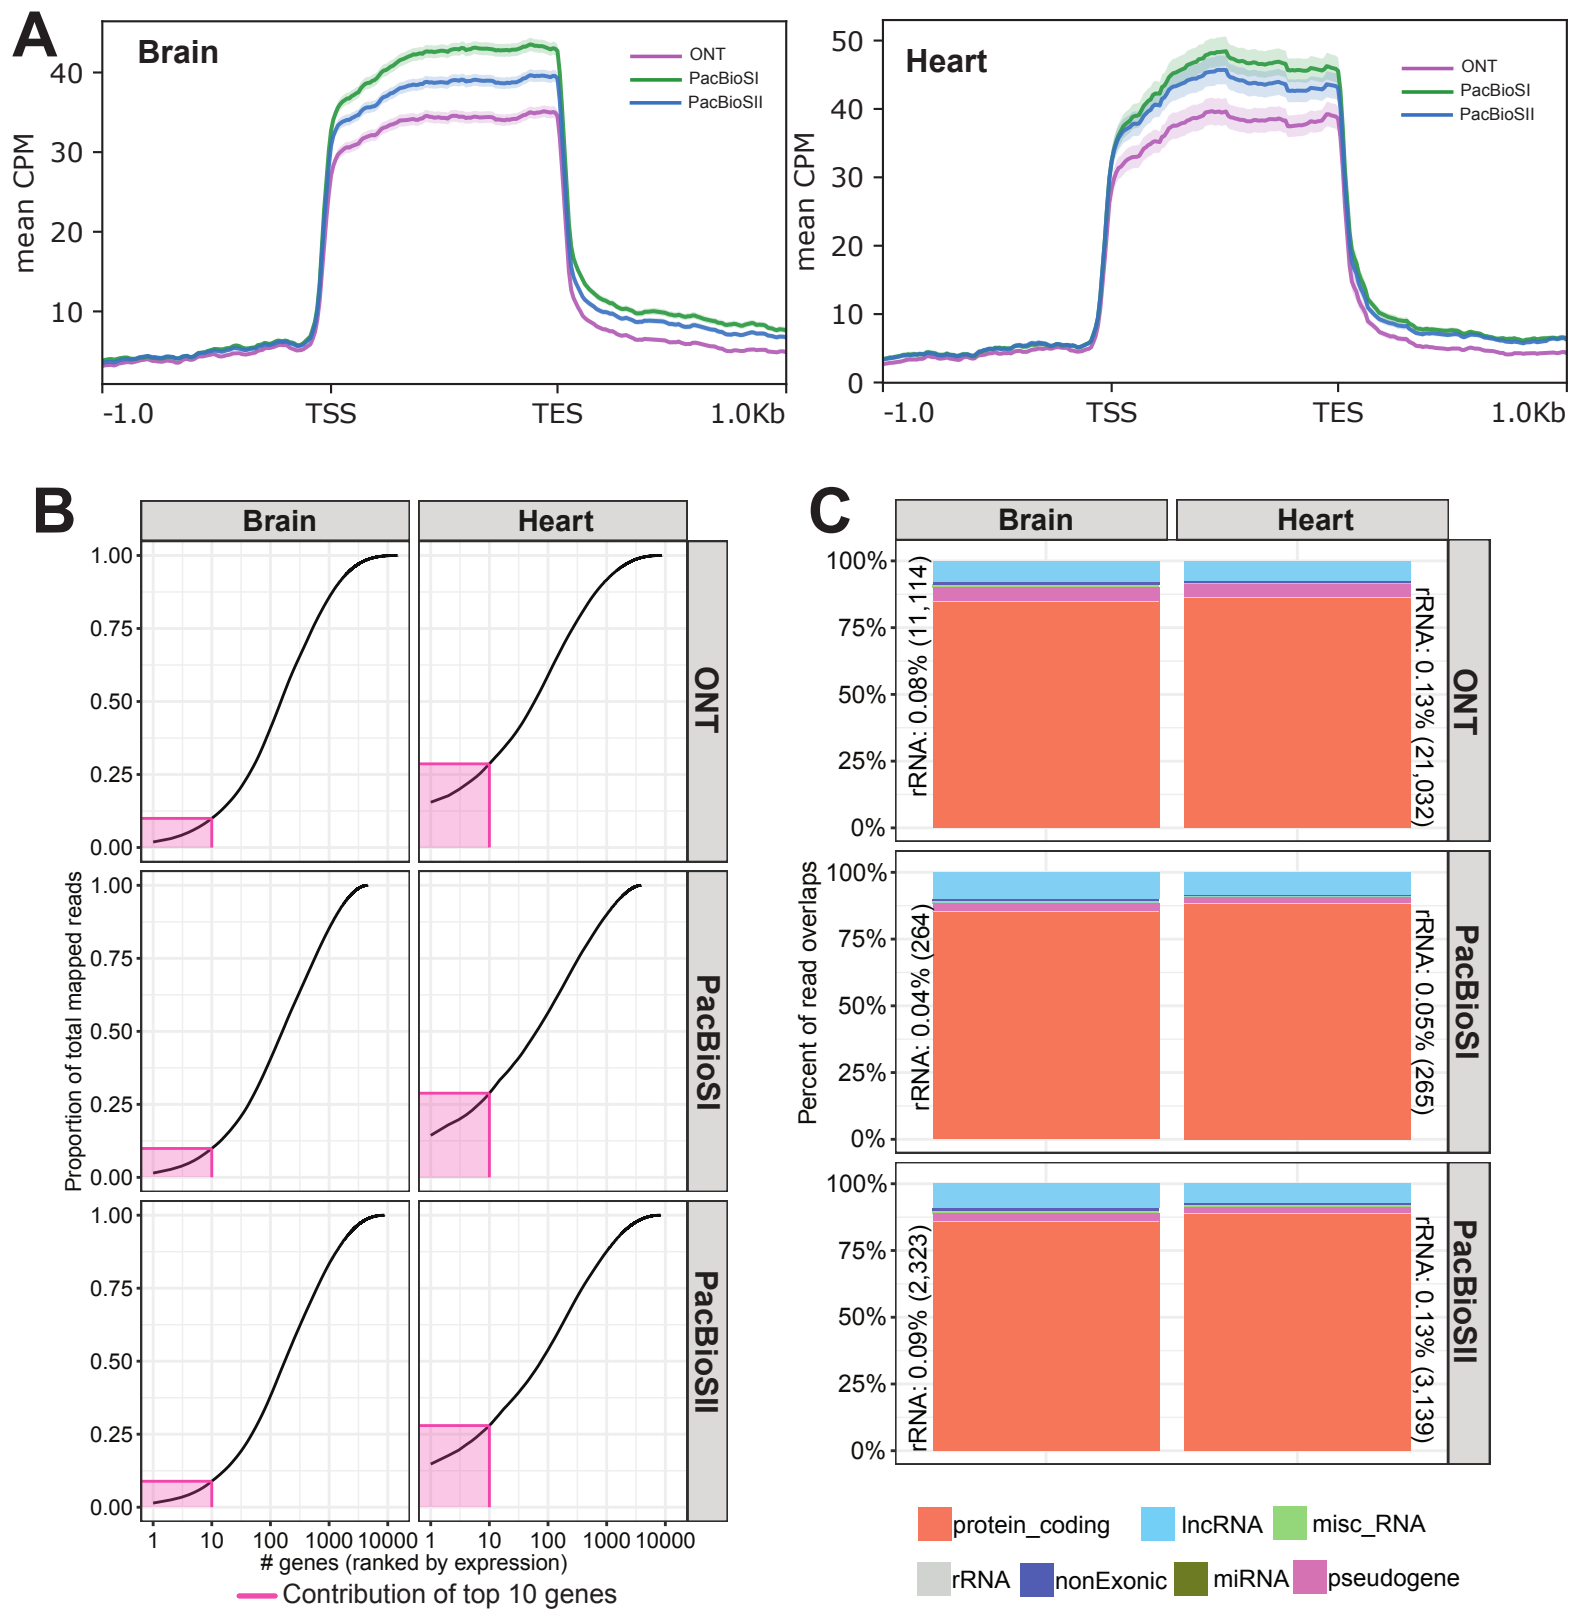 A
Brain
ONT
PacBioSI
PacBioSII
mean CPM
40
30
20
10
-1.0
TSS
TES
1.0Kb
Heart
ONT
PacBioSI
PacBioSII
mean CPM
50
40
30
20
10
0
-1.0
TSS
TES
1.0Kb
B
Brain
Heart
Proportion of total mapped reads
1.00
0.75
0.50
0.25
0.00
ONT
1.00
0.75
0.50
0.25
0.00
PacBioSI
1.00
0.75
0.50
0.25
0.00
PacBioSII
1 10 100 1000 10000 1 10 100 1000 10000
# genes (ranked by expression)
Contribution of top 10 genes
C
Brain
Heart
Percent of read overlaps
100%
75%
50%
25%
0%
rRNA: 0.08% (11,114)
rRNA: 0.13% (21,032)
ONT
100%
75%
50%
25%
0%
rRNA: 0.04% (264)
rRNA: 0.05% (265)
PacBioSI
100%
75%
50%
25%
0%
rRNA: 0.09% (2,323)
rRNA: 0.13% (3,139)
PacBioSII
protein_coding lncRNA misc_RNA
rRNA nonExonic miRNA pseudogene